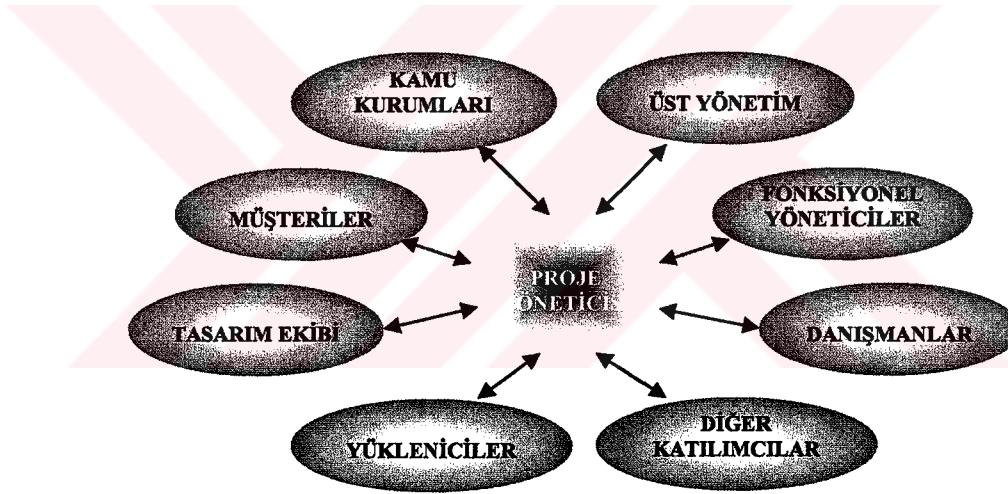 KAMU
KURUMLARI
ÜST YÖNETİM
MÜŞTERİLER
FONKSİYONEL
YÖNETİCİLER
PROJE
ÖNETİCİ
TASARIM EKİBİ
DANIŞMANLAR
YÜKLENİCİLER
DİĞER
KATILIMCILAR